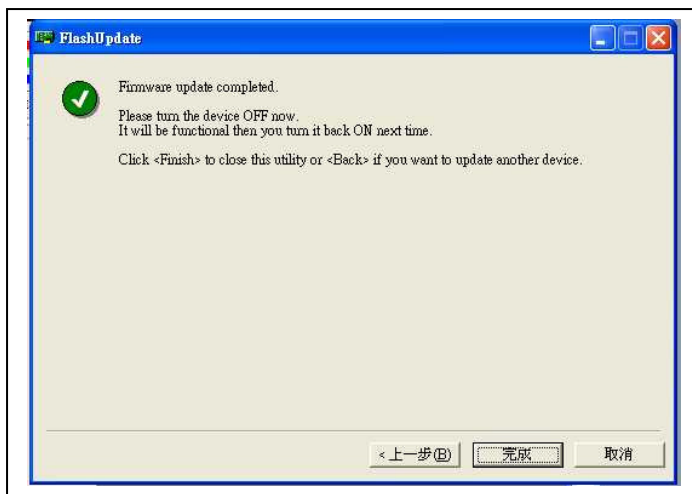 FlashUpdate
Firmware update completed.
Please turn the device OFF now.
It will be functional then you turn it back ON next time.
Click <Finish> to close this utility or <Back> if you want to update another device.
<上一步(B) 完成 取消